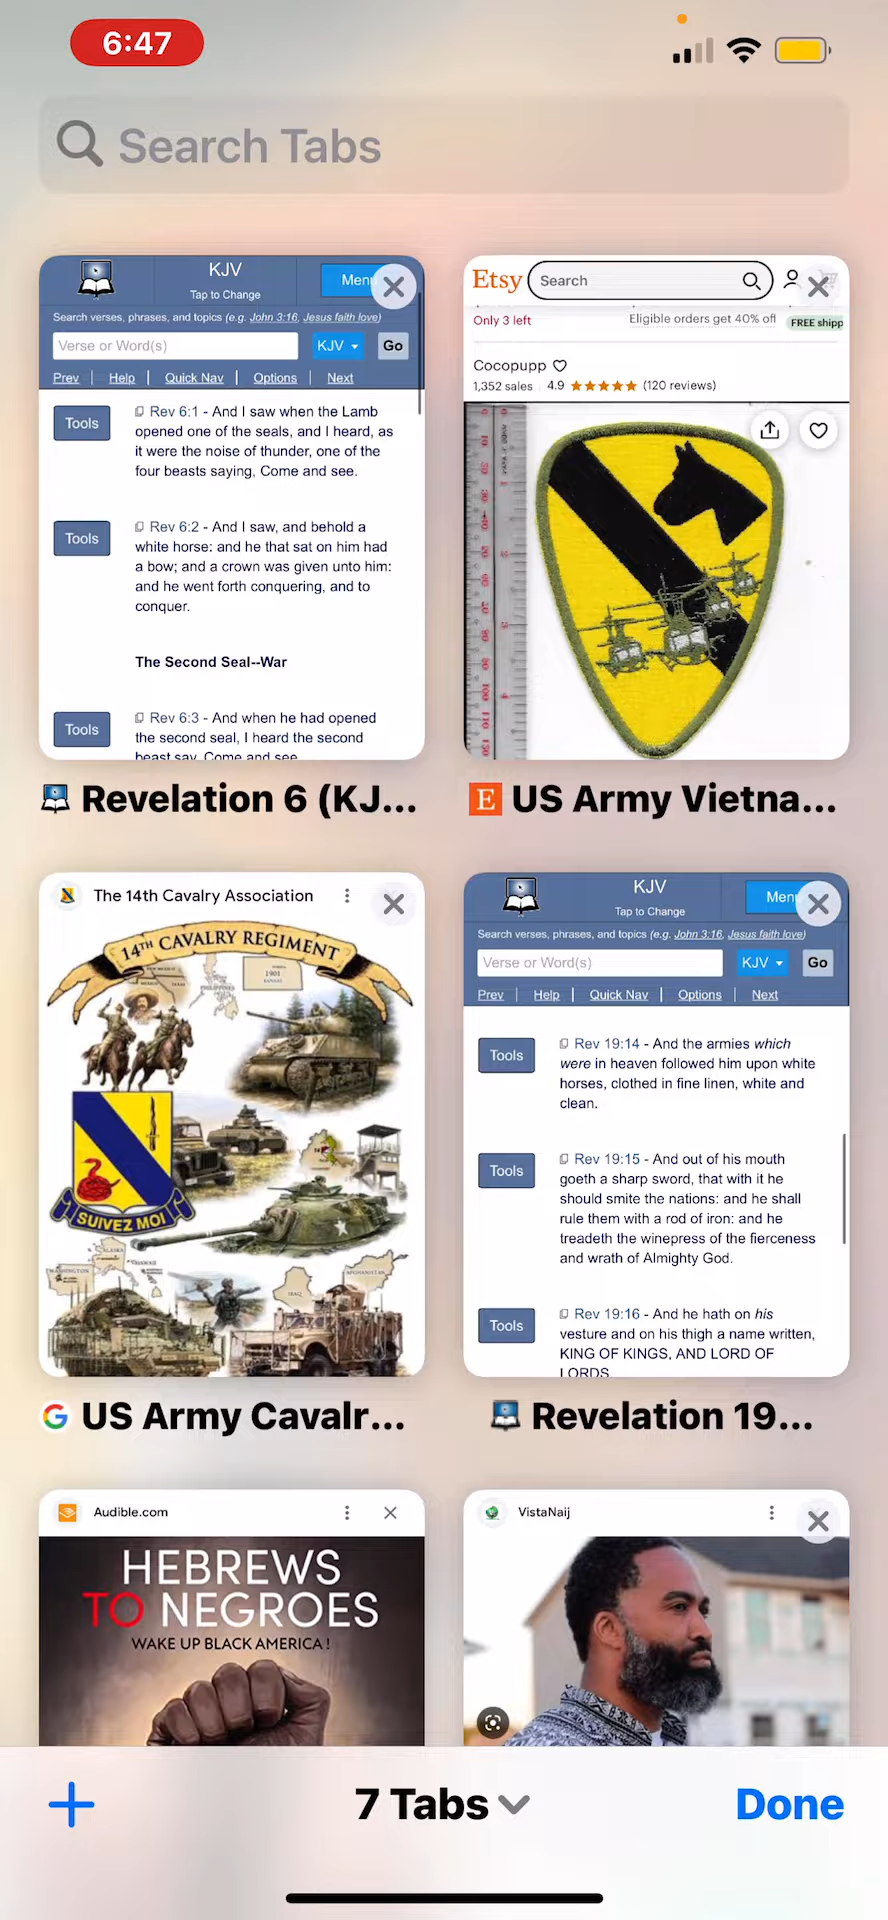 6:47
Search Tabs
KJV
Tap to Change
Men
Search verses, phrases, and topics (e.g. John 3:16, Jesus faith love)
Verse or Word(s)
KJV
Go
Prev | Help | Quick Nav | Options | Next
Tools
Rev 6:1 - And I saw when the Lamb
opened one of the seals, and I heard, as
it were the noise of thunder, one of the
four beasts saying, Come and see.
Tools
Rev 6:2 - And I saw, and behold a
white horse: and he that sat on him had
a bow; and a crown was given unto him:
and he went forth conquering, and to
conquer.
The Second Seal--War
Tools
Rev 6:3 - And when he had opened
the second seal, I heard the second
beast say, Come and see.
Revelation 6 (KJ...
Etsy
Search
Only 3 left
Eligible orders get 40% off
FREE shipp
Cocopupp
1,352 sales
4.9
(120 reviews)
E US Army Vietna...
The 14th Cavalry Association
14TH CAVALRY REGIMENT
1901
SUIVEZ MOI
ALASKA
WASHINGTON
HAWAII
IRAQ
AFGHANISTAN
G US Army Cavalr...
KJV
Tap to Change
Men
Search verses, phrases, and topics (e.g. John 3:16, Jesus faith love)
Verse or Word(s)
KJV
Go
Prev | Help | Quick Nav | Options | Next
Tools
Rev 19:14 - And the armies which
were in heaven followed him upon white
horses, clothed in fine linen, white and
clean.
Tools
Rev 19:15 - And out of his mouth
goeth a sharp sword, that with it he
should smite the nations: and he shall
rule them with a rod of iron: and he
treadeth the winepress of the fierceness
and wrath of Almighty God.
Tools
Rev 19:16 - And he hath on his
vesture and on his thigh a name written,
KING OF KINGS, AND LORD OF
LORDS.
Revelation 19...
Audible.com
HEBREWS
TO NEGROES
WAKE UP BLACK AMERICA!
VistaNaij
7 Tabs
Done